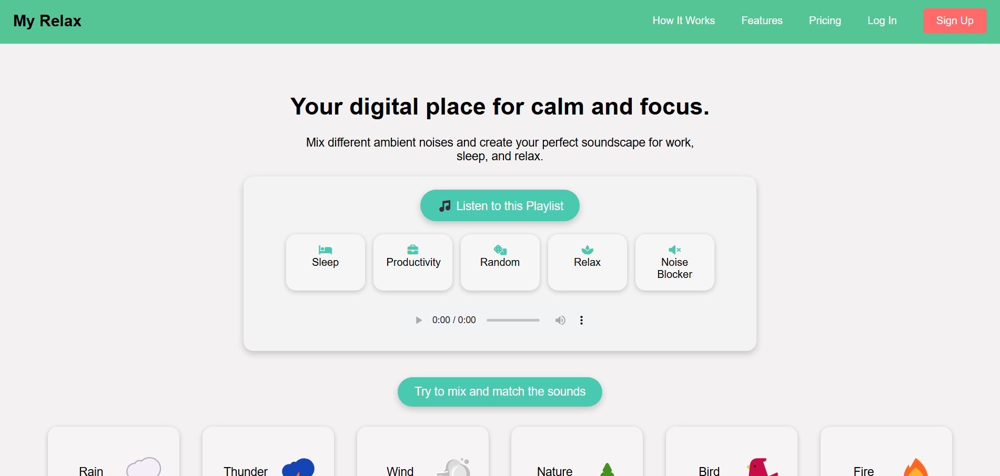 My Relax
How It Works
Features
Pricing
Log In
Sign Up
Your digital place for calm and focus.
Mix different ambient noises and create your perfect soundscape for work,
sleep, and relax.
Listen to this Playlist
Sleep
Productivity
Random
Relax
Noise
Blocker
0:00 / 0:00
Try to mix and match the sounds
Rain
Thunder
Wind
Nature
Bird
Fire